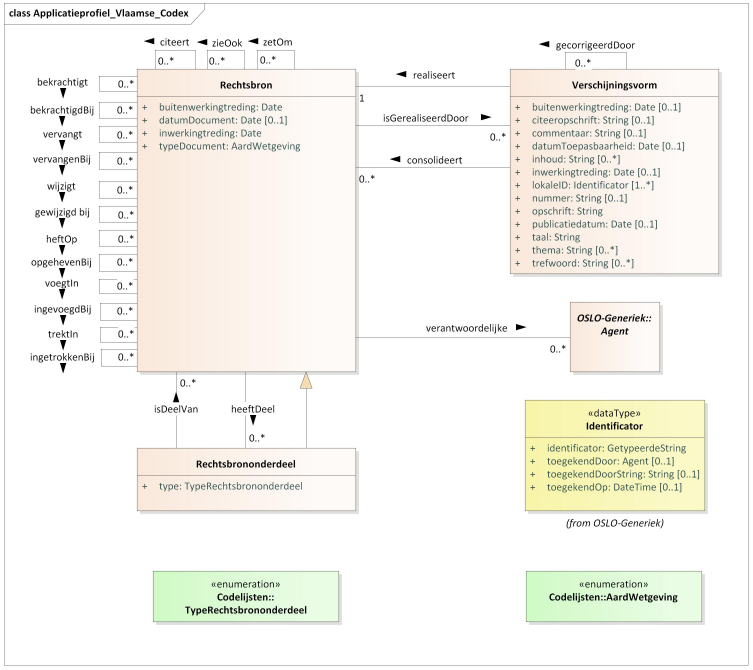 class Applicatieprofiel_Vlaamse_Codex
citeert
zieOok
zetOm
0..*
0..*
0..*
gecorrigeerdDoor
0..*
bekrachtigt
0..*
bekrachtigdBij
0..*
vervangt
0..*
vervangenBij
0..*
wijzigt
0..*
gewijzigd bij
0..*
heftOp
0..*
opgehevenBij
0..*
voegtIn
0..*
ingevoegdBij
0..*
trektIn
0..*
ingetrokkenBij
0..*
Rechtsbron
+ buitenwerkingtreding: Date
+ datumDocument: Date [0..1]
+ inwerkingtreding: Date
+ typeDocument: AardWetgeving
realiseert
1
isGerealiseerdDoor
0..*
consolideert
0..*
Verschijningsvorm
+ buitenwerkingtreding: Date [0..1]
+ citeeropschrift: String [0..1]
+ commentaar: String [0..1]
+ datumToepasbaarheid: Date [0..1]
+ inhoud: String [0..*]
+ inwerkingtreding: Date [0..1]
+ lokaleID: Identificator [1..*]
+ nummer: String [0..1]
+ opschrift: String
+ publicatiedatum: Date [0..1]
+ taal: String
+ thema: String [0..*]
+ trefwoord: String [0..*]
verantwoordelijke
0..*
OSLO-Generiek::
Agent
0..*
isDeelVan
heeftDeel
0..*
Rechtsbrononderdeel
+ type: TypeRechtsbrononderdeel
«dataType»
Identificator
+ identificator: GetypeerdeString
+ toegekendDoor: Agent [0..1]
+ toegekendDoorString: String [0..1]
+ toegekendOp: DateTime [0..1]
(from OSLO-Generiek)
«enumeration»
Codelijsten::
TypeRechtsbrononderdeel
«enumeration»
Codelijsten::AardWetgeving